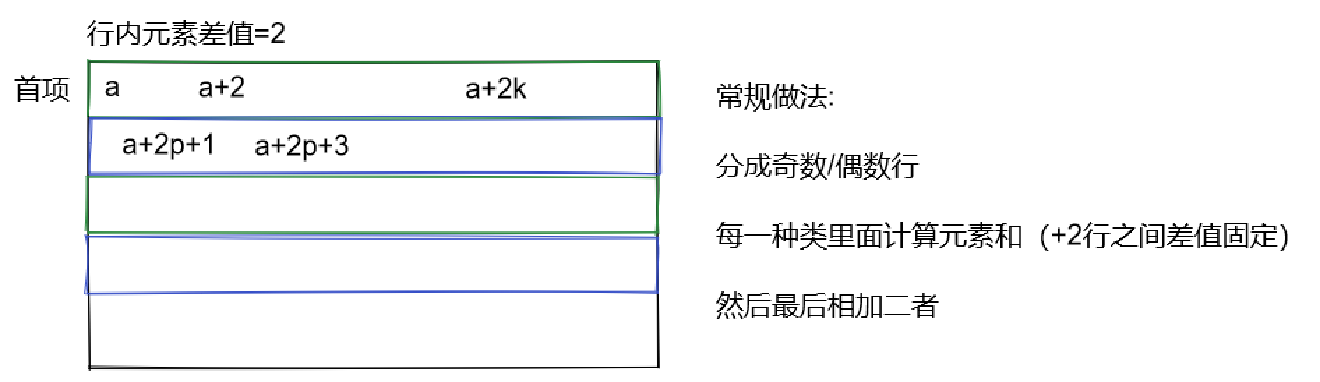 行内元素差值=2
首项 a a+2 a+2k
a+2p+1 a+2p+3
常规做法:
分成奇数/偶数行
每一种类里面计算元素和（+2行之间差值固定）
然后最后相加二者